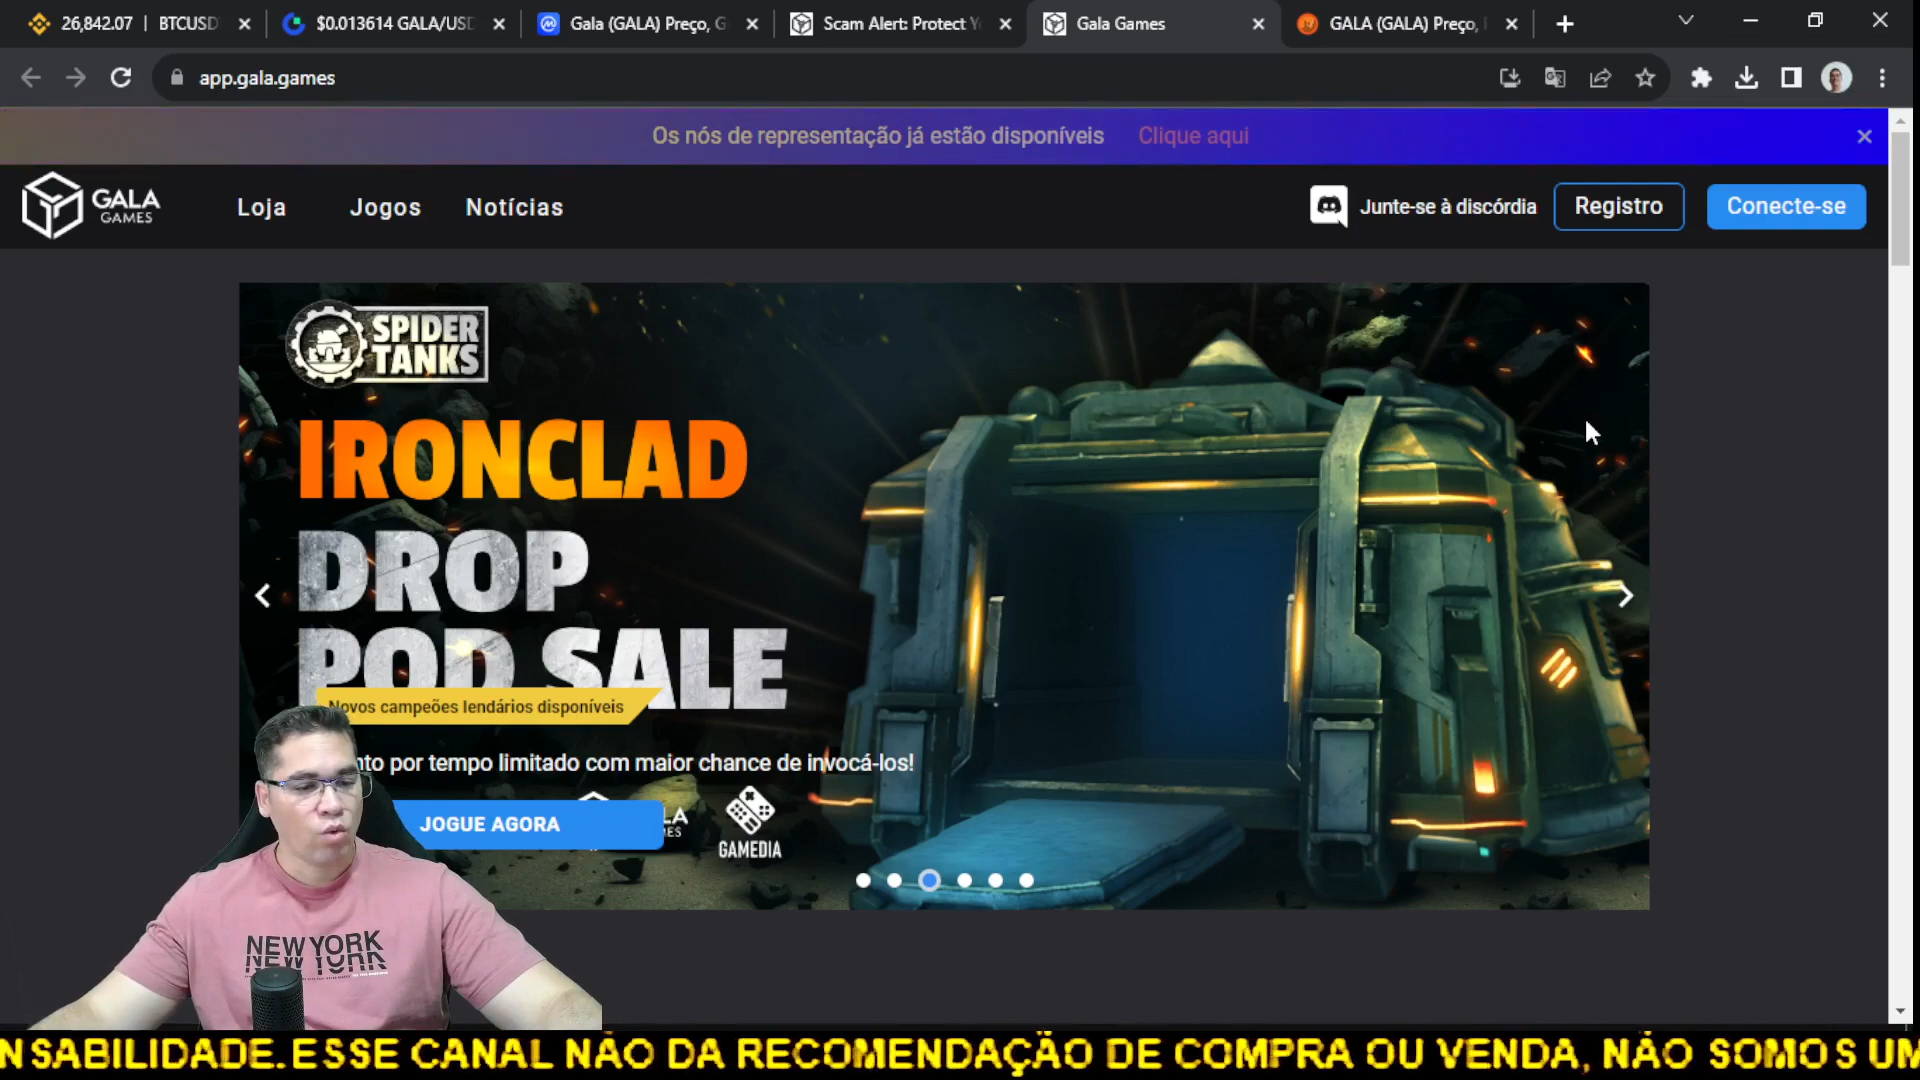 26,842.07 | BTCUSD
$0.013614 GALA/USD
Gala (GALA) Preço, G
Scam Alert: Protect Y
Gala Games
GALA (GALA) Preço,
app.gala.games
Os nós de representação já estão disponíveis Clique aqui
GALA GAMES
Loja Jogos Notícias
Junte-se à discórdia Registro Conecte-se
SPIDER TANKS
IRONCLAD
DROP
POD SALE
Novos campeões lendários disponíveis
nto por tempo limitado com maior chance de invocá-los!
JOGUE AGORA
GAMEDIA
NEW YORK
NSABILIDADE.ESSE CANAL NÃO DA RECOMENDAÇÃO DE COMPRA OU VENDA, NÃO SOMOS UM